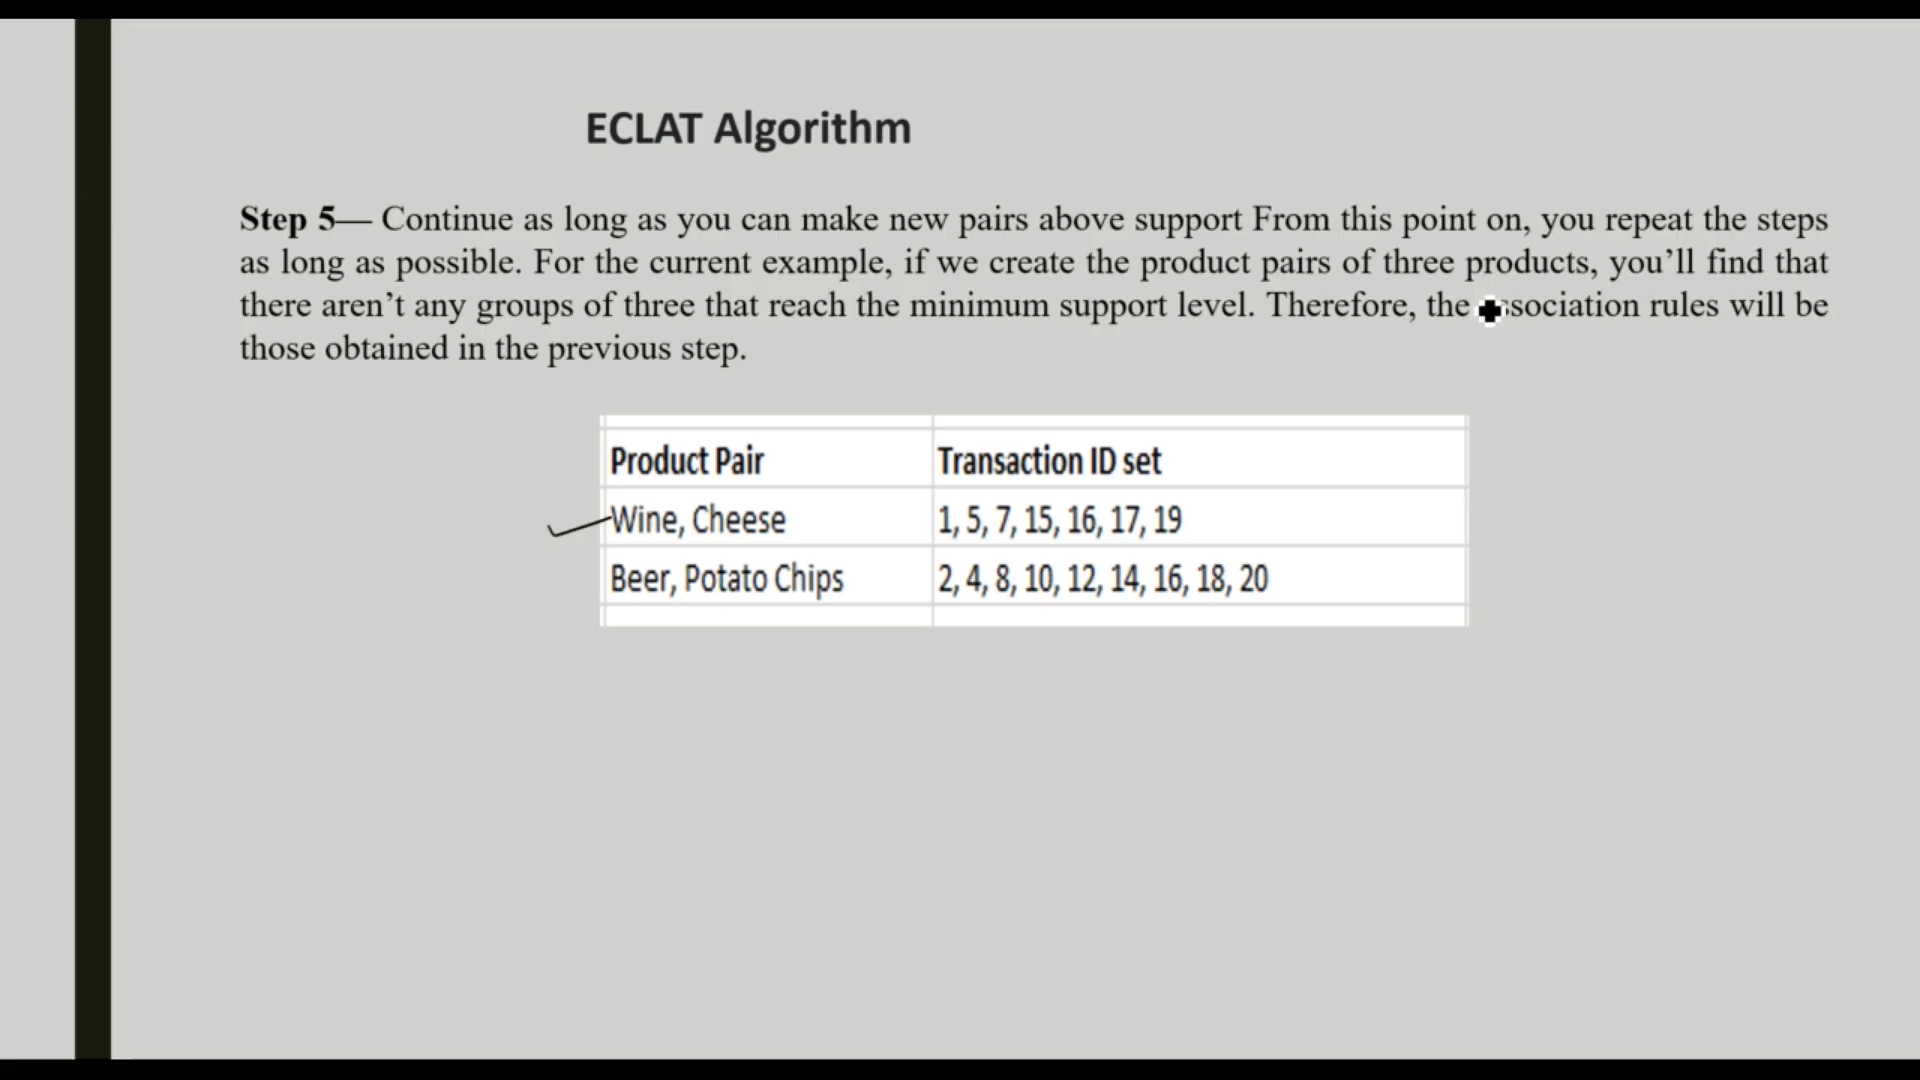 ECLAT Algorithm
Step 5— Continue as long as you can make new pairs above support From this point on, you repeat the steps
as long as possible. For the current example, if we create the product pairs of three products, you’ll find that
there aren’t any groups of three that reach the minimum support level. Therefore, the association rules will be
those obtained in the previous step.
Product Pair Transaction ID set
Wine, Cheese 1, 5, 7, 15, 16, 17, 19
Beer, Potato Chips 2, 4, 8, 10, 12, 14, 16, 18, 20